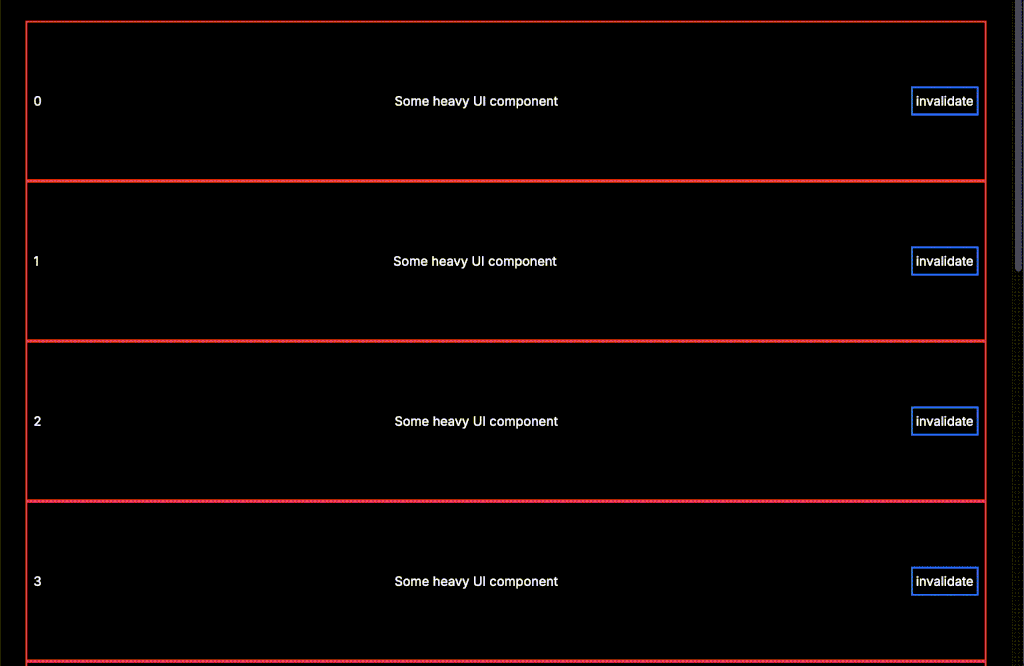 0 Some heavy UI component invalidate
1 Some heavy UI component invalidate
2 Some heavy UI component invalidate
3 Some heavy UI component invalidate